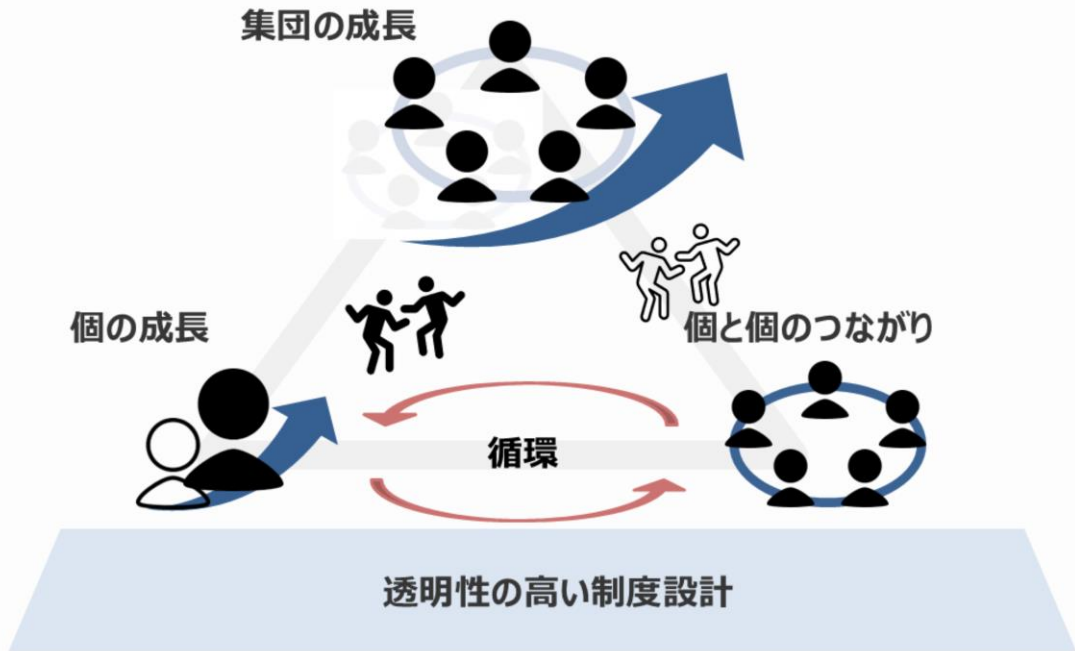 集団の成長
個の成長
個と個のつながり
循環
透明性の高い制度設計